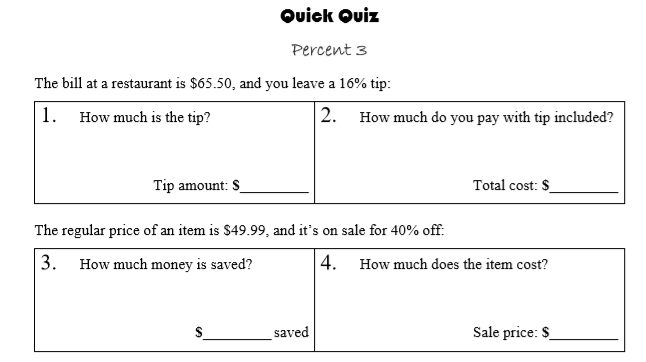 Quick Quiz
Percent 3
The bill at a restaurant is $65.50, and you leave a 16% tip:
1. How much is the tip?
Tip amount: $________
2. How much do you pay with tip included?
Total cost: $________
The regular price of an item is $49.99, and it’s on sale for 40% off:
3. How much money is saved?
$________ saved
4. How much does the item cost?
Sale price: $________